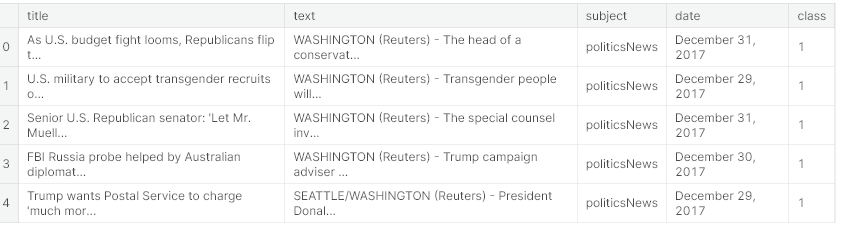 title text subject date class
0 As U.S. budget fight looms, Republicans flip t... WASHINGTON (Reuters) - The head of a conservat... politicsNews December 31, 2017 1
1 U.S. military to accept transgender recruits o... WASHINGTON (Reuters) - Transgender people will... politicsNews December 29, 2017 1
2 Senior U.S. Republican senator: 'Let Mr. Muell... WASHINGTON (Reuters) - The special counsel inv... politicsNews December 31, 2017 1
3 FBI Russia probe helped by Australian diplomat... WASHINGTON (Reuters) - Trump campaign adviser ... politicsNews December 30, 2017 1
4 Trump wants Postal Service to charge 'much mor... SEATTLE/WASHINGTON (Reuters) - President Donal... politicsNews December 29, 2017 1